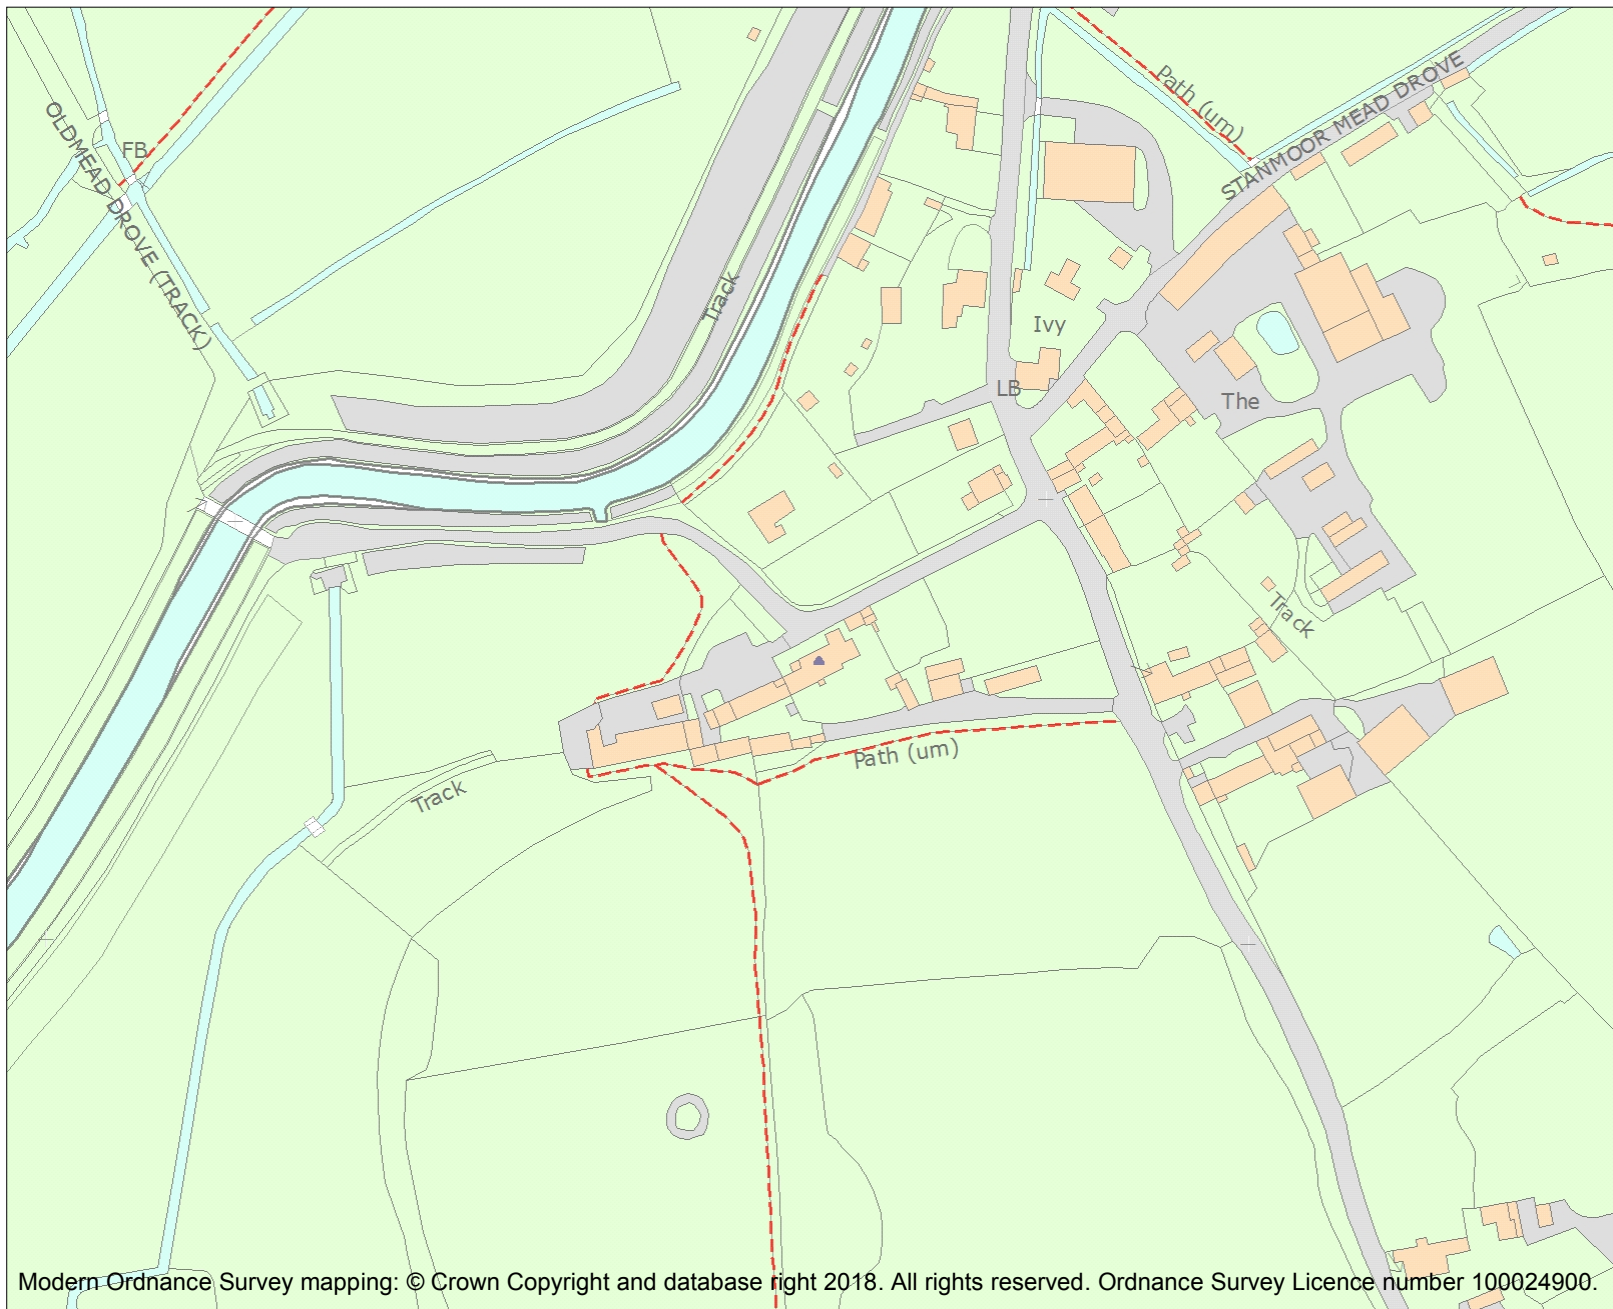 Path (um)
STANMOOR MEAD DROVE
OLDMEAD DROVE (TRACK)
FB
Track
Ivy
LB
The
Track
Path (um)
Track
Modern Ordnance Survey mapping: © Crown Copyright and database right 2018. All rights reserved. Ordnance Survey Licence number 100024900.